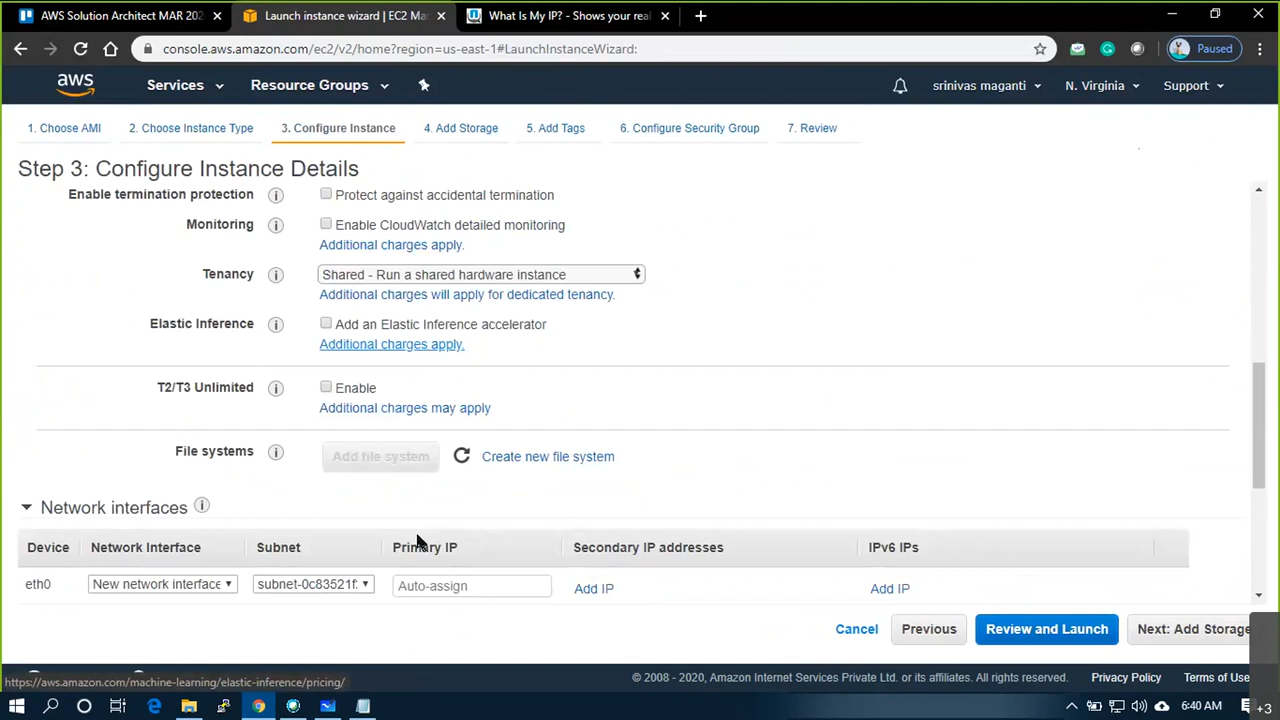 AWS Solution Architect MAR 202
Launch instance wizard | EC2 Mar
What Is My IP? - Shows your real
console.aws.amazon.com/ec2/v2/home?region=us-east-1#LaunchInstanceWizard:
Paused
aws
Services
Resource Groups
srinivas maganti
N. Virginia
Support
1. Choose AMI
2. Choose Instance Type
3. Configure Instance
4. Add Storage
5. Add Tags
6. Configure Security Group
7. Review
Step 3: Configure Instance Details
Enable termination protection
Protect against accidental termination
Monitoring
Enable CloudWatch detailed monitoring
Additional charges apply.
Tenancy
Shared - Run a shared hardware instance
Additional charges will apply for dedicated tenancy.
Elastic Inference
Add an Elastic Inference accelerator
Additional charges apply.
T2/T3 Unlimited
Enable
Additional charges may apply
File systems
Add file system
Create new file system
Network interfaces
Device
Network Interface
Subnet
Primary IP
Secondary IP addresses
IPv6 IPs
eth0
New network interface
subnet-0c83521f:
Auto-assign
Add IP
Add IP
Cancel
Previous
Review and Launch
Next: Add Storage
https://aws.amazon.com/machine-learning/elastic-inference/pricing/
© 2008 - 2020, Amazon Internet Services Private Ltd. or its affiliates. All rights reserved.
Privacy Policy
Terms of Use
6:40 AM
+3